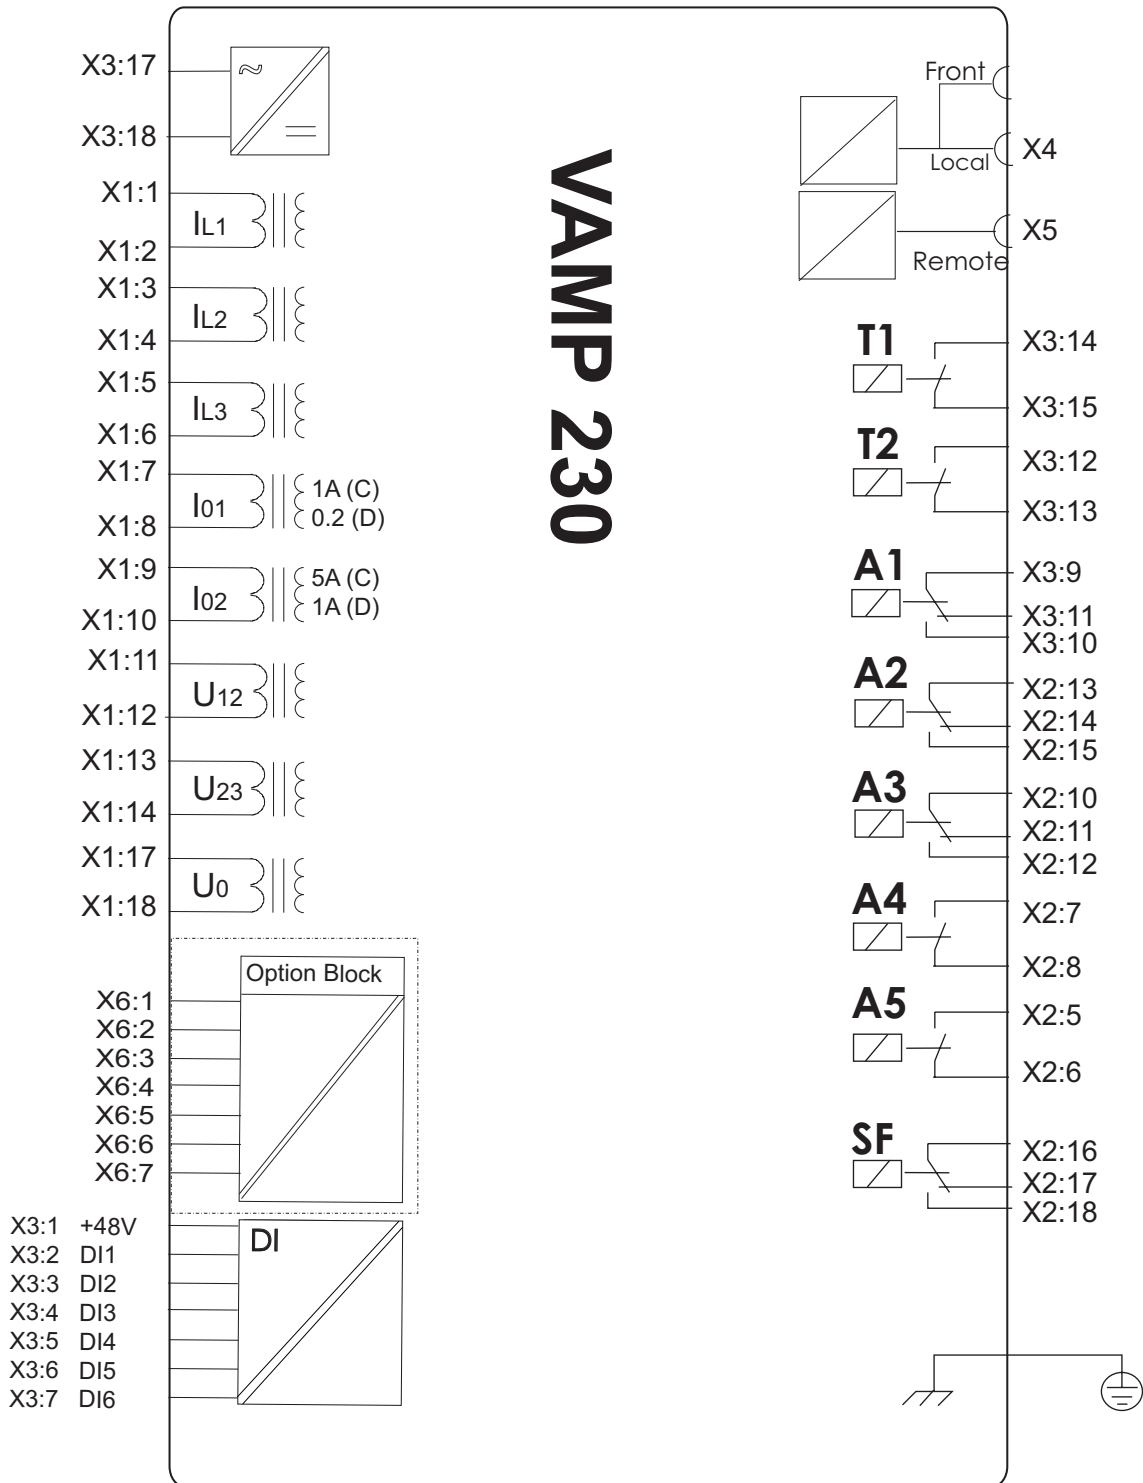 X3:17
X3:18
X1:1
IL1
X1:2
X1:3
IL2
X1:4
X1:5
IL3
X1:6
X1:7
I01
1A (C)
0.2 (D)
X1:8
X1:9
I02
5A (C)
1A (D)
X1:10
X1:11
U12
X1:12
X1:13
U23
X1:14
X1:17
U0
X1:18
Option Block
X6:1
X6:2
X6:3
X6:4
X6:5
X6:6
X6:7
DI
X3:1 +48V
X3:2 DI1
X3:3 DI2
X3:4 DI3
X3:5 DI4
X3:6 DI5
X3:7 DI6
VAMP 230
Front
Local
X4
X5
Remote
T1
X3:14
X3:15
T2
X3:12
X3:13
A1
X3:9
X3:11
X3:10
A2
X2:13
X2:14
X2:15
A3
X2:10
X2:11
X2:12
A4
X2:7
X2:8
A5
X2:5
X2:6
SF
X2:16
X2:17
X2:18